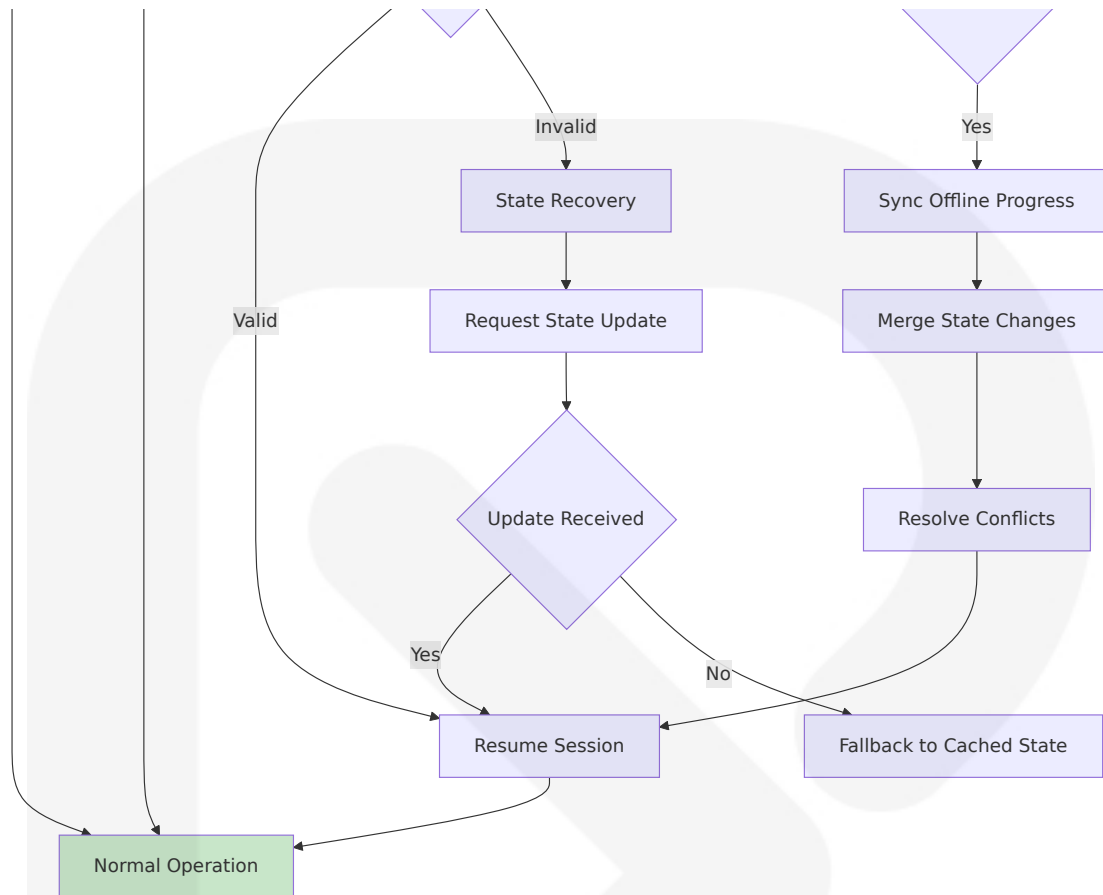 Invalid
Yes
State Recovery
Sync Offline Progress
Valid
Request State Update
Merge State Changes
Update Received
Resolve Conflicts
Yes
No
Resume Session
Fallback to Cached State
Normal Operation